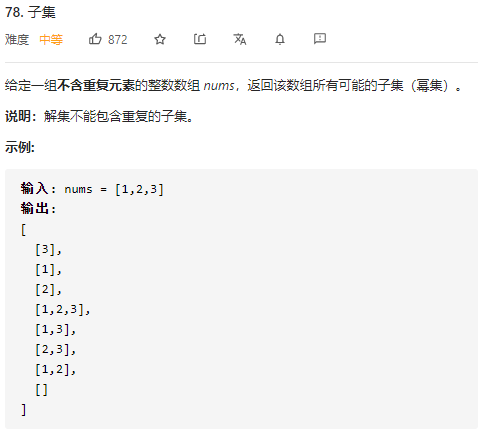 78. 子集
难度 中等 872
给定一组不含重复元素的整数数组 nums，返回该数组所有可能的子集（幂集）。
说明：解集不能包含重复的子集。
示例:
输入: nums = [1,2,3]
输出:
[
[3],
[1],
[2],
[1,2,3],
[1,3],
[2,3],
[1,2],
[]
]